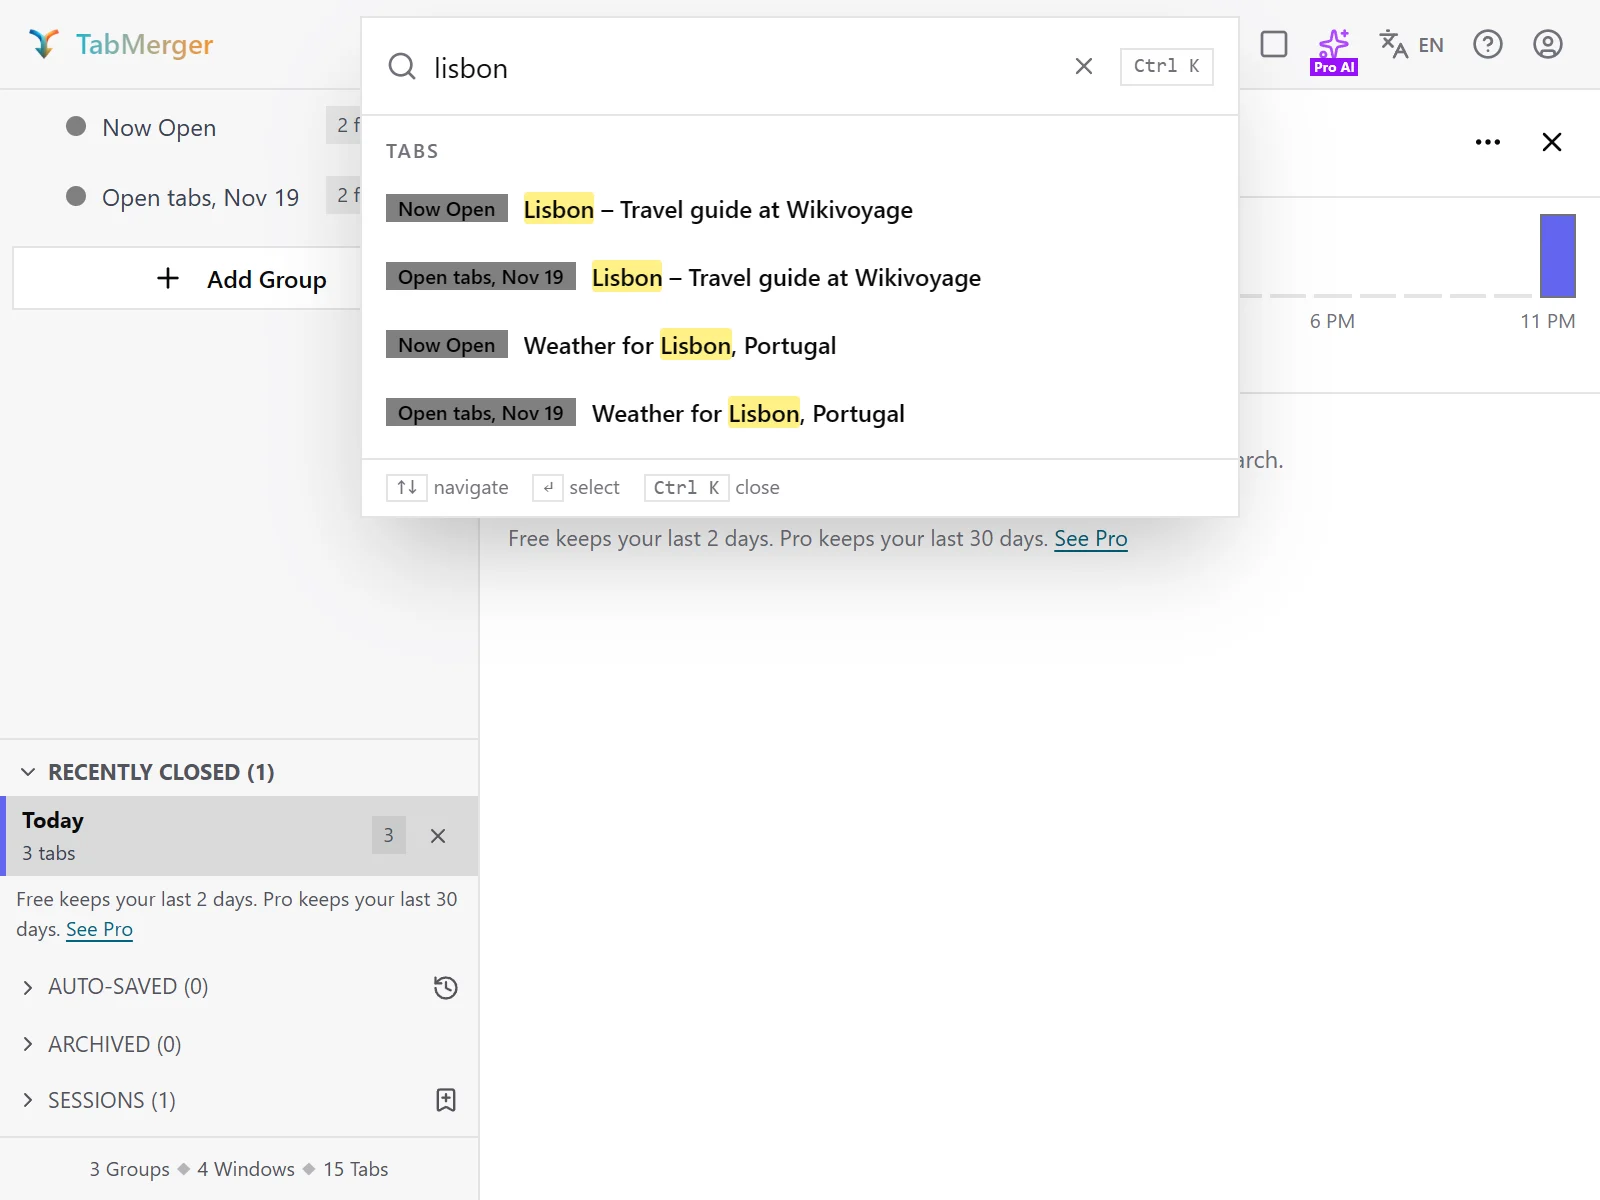 TabMerger
lisbon
Ctrl K
Pro AI
EN
Now Open
2 f
Open tabs, Nov 19
2 f
Add Group
TABS
Now Open Lisbon – Travel guide at Wikivoyage
Open tabs, Nov 19 Lisbon – Travel guide at Wikivoyage
Now Open Weather for Lisbon, Portugal
Open tabs, Nov 19 Weather for Lisbon, Portugal
↑↓ navigate ↵ select Ctrl K close
6 PM
11 PM
arch.
Free keeps your last 2 days. Pro keeps your last 30 days. See Pro
RECENTLY CLOSED (1)
Today
3 tabs
3
Free keeps your last 2 days. Pro keeps your last 30
days. See Pro
AUTO-SAVED (0)
ARCHIVED (0)
SESSIONS (1)
3 Groups ◆ 4 Windows ◆ 15 Tabs